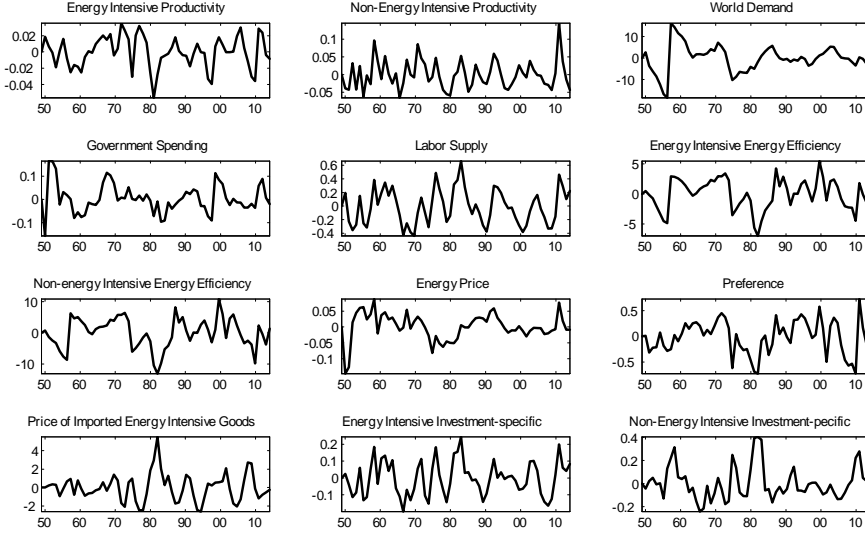 Energy Intensive Productivity
0.02
0
-0.02
-0.04
50 60 70 80 90 00 10
Non-Energy Intensive Productivity
0.1
0.05
0
-0.05
50 60 70 80 90 00 10
World Demand
10
0
-10
50 60 70 80 90 00 10
Government Spending
0.1
0
-0.1
50 60 70 80 90 00 10
Labor Supply
0.6
0.4
0.2
0
-0.2
-0.4
50 60 70 80 90 00 10
Energy Intensive Energy Efficiency
5
0
-5
50 60 70 80 90 00 10
Non-energy Intensive Energy Efficiency
10
0
-10
50 60 70 80 90 00 10
Energy Price
0.05
0
-0.05
-0.1
50 60 70 80 90 00 10
Preference
0.5
0
-0.5
50 60 70 80 90 00 10
Price of Imported Energy Intensive Goods
4
2
0
-2
50 60 70 80 90 00 10
Energy Intensive Investment-specific
0.2
0.1
0
-0.1
50 60 70 80 90 00 10
Non-Energy Intensive Investment-pecific
0.4
0.2
0
-0.2
50 60 70 80 90 00 10